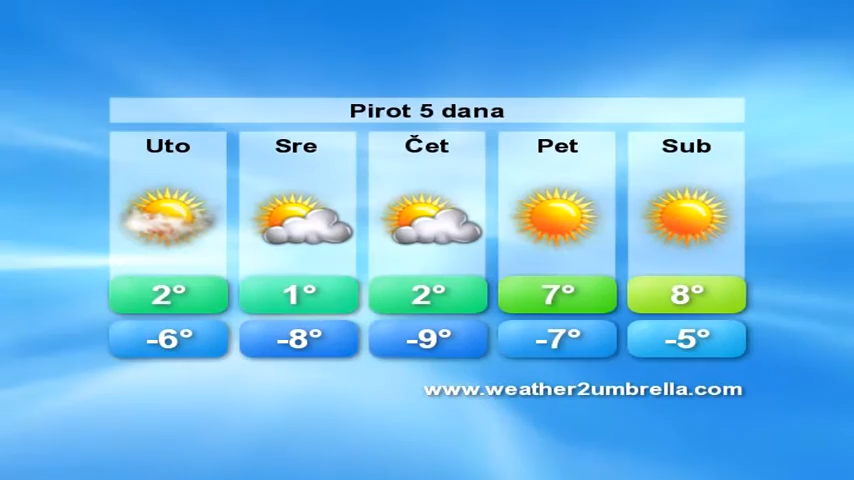 Pirot 5 dana
Uto Sre Čet Pet Sub
2° 1° 2° 7° 8°
-6° -8° -9° -7° -5°
www.weather2umbrella.com